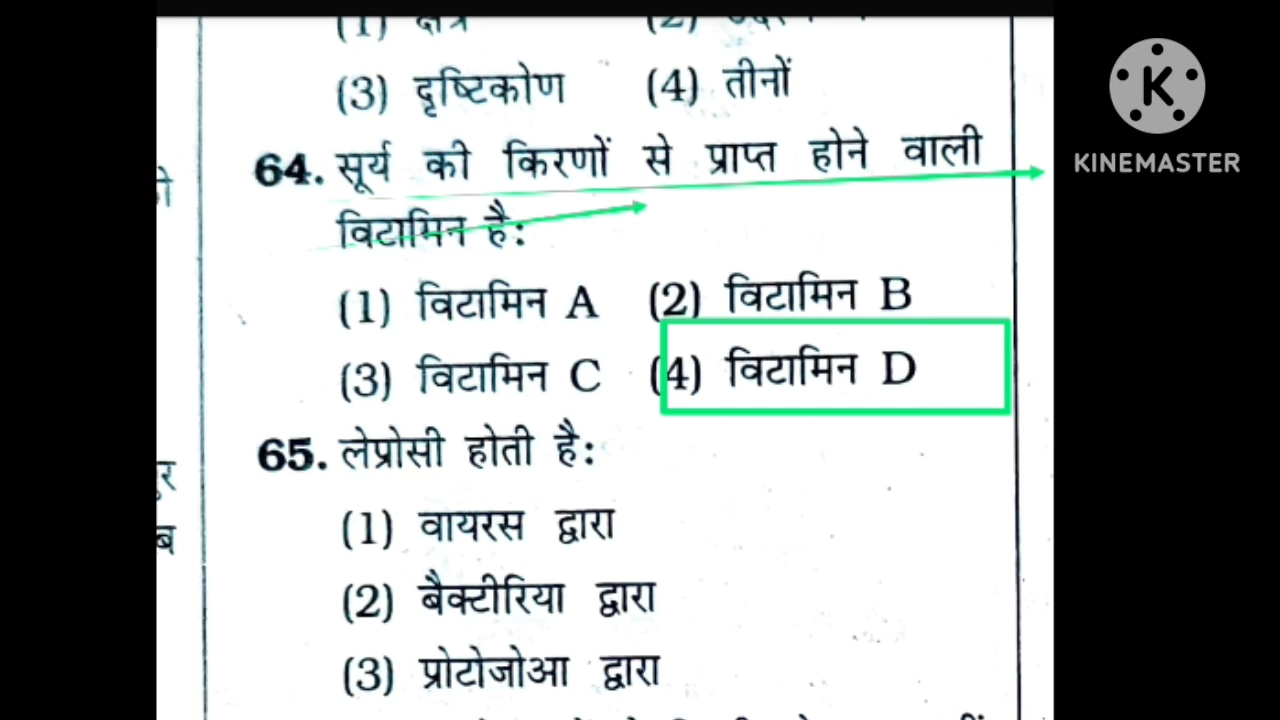 (3) दृष्टिकोण (4) तीनों
64. सूर्य की किरणों से प्राप्त होने वाली
विटामिन है:
(1) विटामिन A (2) विटामिन B
(3) विटामिन C (4) विटामिन D
65. लेप्रोसी होती है:
(1) वायरस द्वारा
(2) बैक्टीरिया द्वारा
(3) प्रोटोजोआ द्वारा
K
KINEMASTER